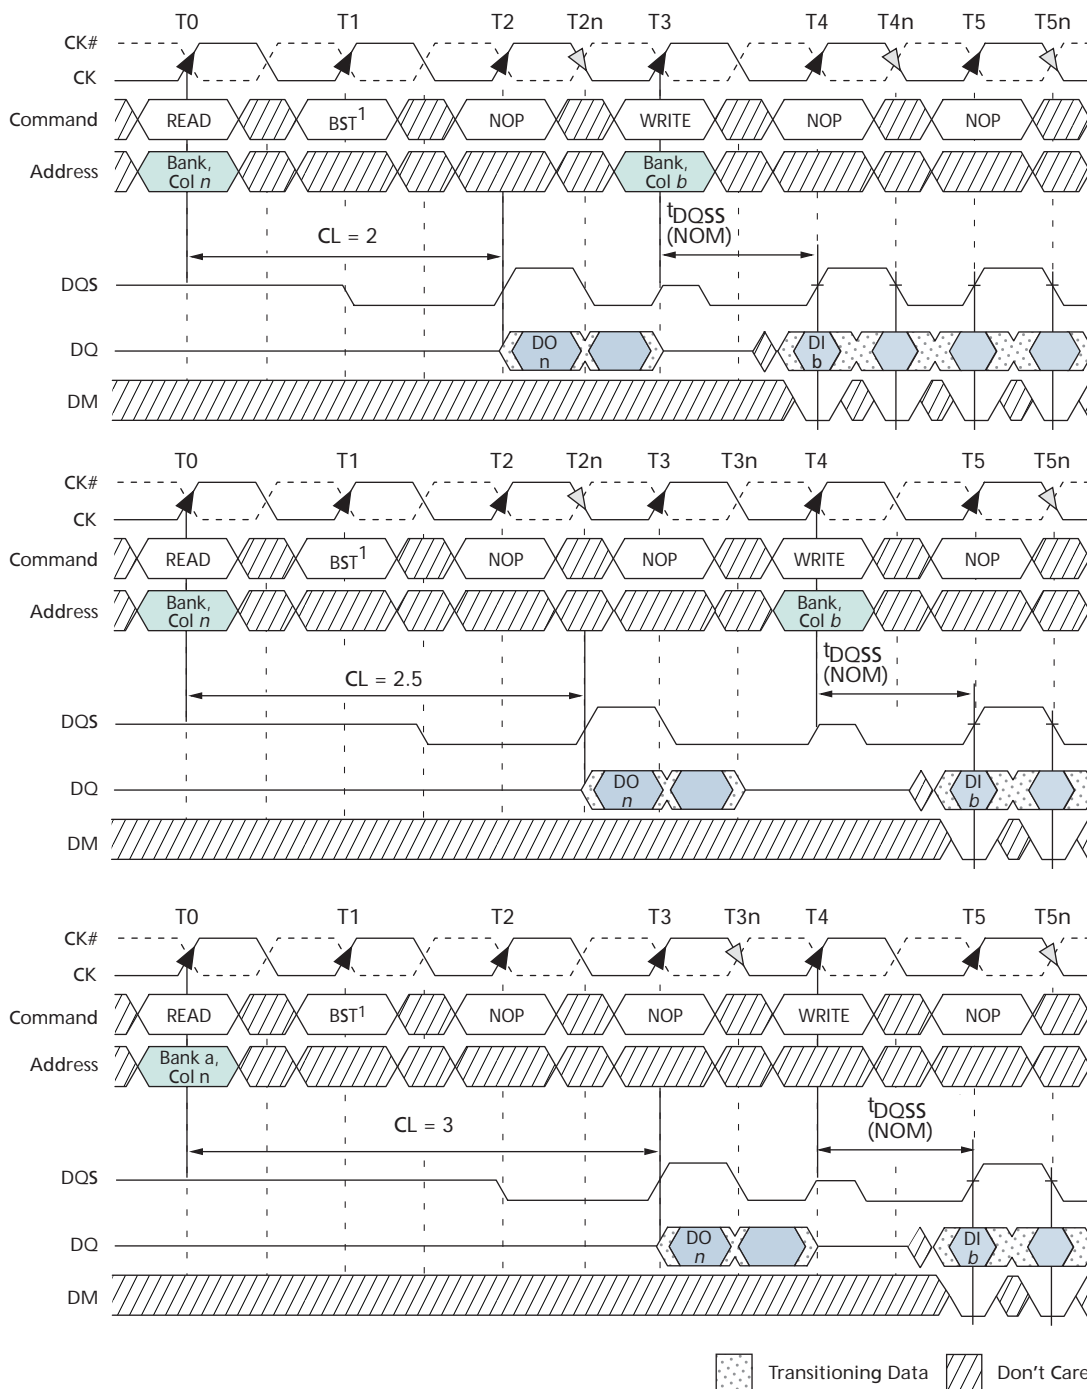 T0 T1 T2 T2n T3 T4 T4n T5 T5n
CK#
CK
Command READ BST1 NOP WRITE NOP NOP
Address Bank, Col n Bank, Col b
CL = 2 tDQSS (NOM)
DQS
DQ DO n DI b
DM
T0 T1 T2 T2n T3 T3n T4 T5 T5n
CK#
CK
Command READ BST1 NOP NOP WRITE NOP
Address Bank, Col n Bank, Col b
CL = 2.5 tDQSS (NOM)
DQS
DQ DO n DI b
DM
T0 T1 T2 T3 T3n T4 T5 T5n
CK#
CK
Command READ BST1 NOP NOP WRITE NOP
Address Bank a, Col n
CL = 3 tDQSS (NOM)
DQS
DQ DO n DI b
DM
Transitioning Data Don't Care